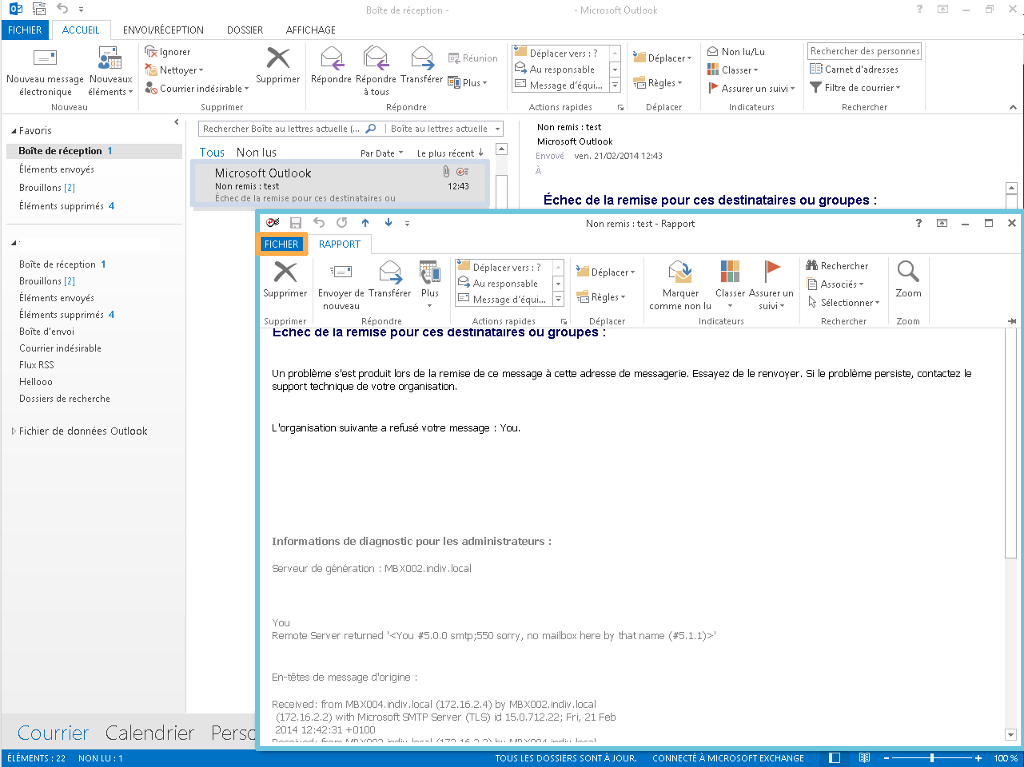 Boîte de réception -
- Microsoft Outlook
FICHIER ACCUEIL ENVOI/RÉCEPTION DOSSIER AFFICHAGE
Nouveau message électronique
Nouveaux éléments
Nouveau
Ignorer
Nettoyer
Courrier indésirable
Supprimer
Supprimer
Répondre
Répondre à tous
Transférer
Réunion
Plus
Répondre
Déplacer vers : ?
Au responsable
Message d'équi...
Actions rapides
Déplacer
Règles
Déplacer
Non lu/Lu
Classer
Assurer un suivi
Indicateurs
Rechercher des personnes
Carnet d'adresses
Filtre de courrier
Rechercher
Favoris
Boîte de réception 1
Éléments envoyés
Brouillons [2]
Éléments supprimés 4
Boîte de réception 1
Brouillons [2]
Éléments envoyés
Éléments supprimés 4
Boîte d'envoi
Courrier indésirable
Flux RSS
Hellooo
Dossiers de recherche
Fichier de données Outlook
Rechercher Boîte au lettres actuelle (... Boîte au lettres actuelle
Tous Non lus Par Date Le plus récent
Microsoft Outlook
Non remis : test 12:43
Échec de la remise pour ces destinataires ou
Non remis : test
Microsoft Outlook
Envoyé ven. 21/02/2014 12:43
À
Échec de la remise pour ces destinataires ou groupes :
Non remis : test - Rapport
FICHIER RAPPORT
Supprimer
Supprimer
Envoyer de nouveau
Transférer
Plus
Répondre
Déplacer vers : ?
Au responsable
Message d'équi...
Actions rapides
Déplacer
Règles
Déplacer
Marquer comme non lu
Classer
Assurer un suivi
Indicateurs
Rechercher
Associés
Sélectionner
Rechercher
Zoom
Zoom
Échec de la remise pour ces destinataires ou groupes :
Un problème s'est produit lors de la remise de ce message à cette adresse de messagerie. Essayez de le renvoyer. Si le problème persiste, contactez le
support technique de votre organisation.
L'organisation suivante a refusé votre message : You.
Informations de diagnostic pour les administrateurs :
Serveur de génération : MBX002.indiv.local
You
Remote Server returned '<You #5.0.0 smtp;550 sorry, no mailbox here by that name (#5.1.1)>'
En-têtes de message d'origine :
Received: from MBX004.indiv.local (172.16.2.4) by MBX002.indiv.local
(172.16.2.2) with Microsoft SMTP Server (TLS) id 15.0.712.22; Fri, 21 Feb
2014 12:42:31 +0100
Courrier Calendrier Perso
ÉLÉMENTS : 22 NON LU : 1 TOUS LES DOSSIERS SONT À JOUR. CONNECTÉ À MICROSOFT EXCHANGE 100 %